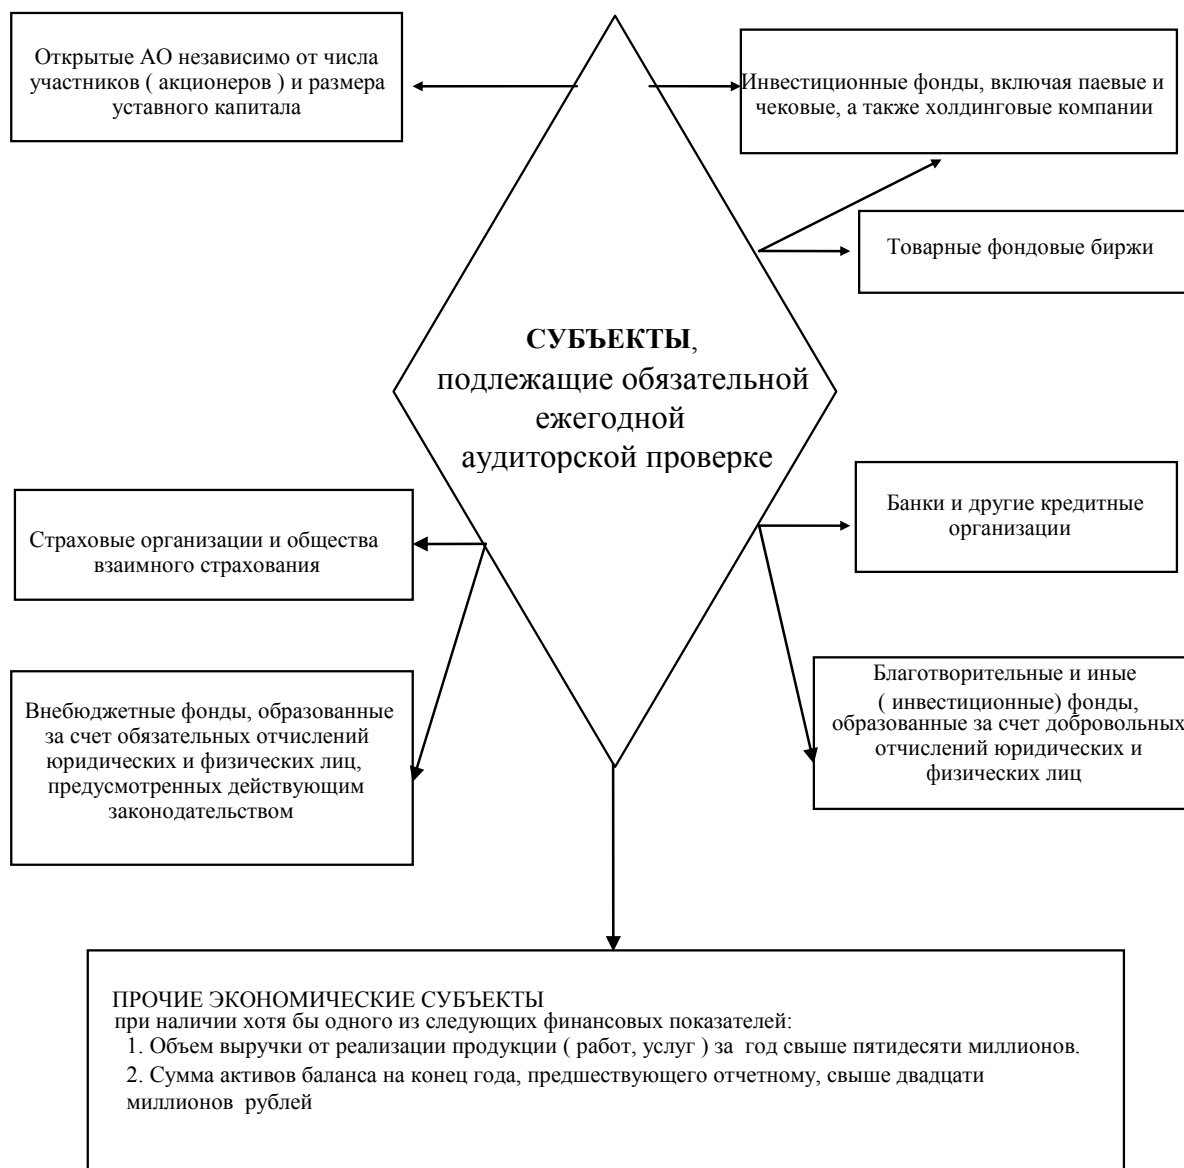 Открытые АО независимо от числа
участников ( акционеров ) и размера
уставного капитала
Инвестиционные фонды, включая паевые и
чековые, а также холдинговые компании
Товарные фондовые биржи
СУБЪЕКТЫ,
подлежащие обязательной
ежегодной
аудиторской проверке
Страховые организации и общества
взаимного страхования
Банки и другие кредитные
организации
Внебюджетные фонды, образованные
за счет обязательных отчислений
юридических и физических лиц,
предусмотренных действующим
законодательством
Благотворительные и иные
( инвестиционные) фонды,
образованные за счет добровольных
отчислений юридических и
физических лиц
ПРОЧИЕ ЭКОНОМИЧЕСКИЕ СУБЪЕКТЫ
при наличии хотя бы одного из следующих финансовых показателей:
1. Объем выручки от реализации продукции ( работ, услуг ) за год свыше пятидесяти миллионов.
2. Сумма активов баланса на конец года, предшествующего отчетному, свыше двадцати
миллионов рублей